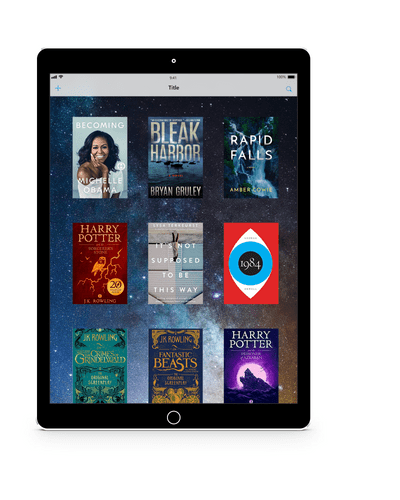 9:41
100%
Title
BECOMING
MICHELLE
OBAMA
BLEAK
HARBOR
BRYAN GRULEY
RAPID
FALLS
AMBER COWIE
HARRY
POTTER
20
J.K. ROWLING
IT'S NOT
SUPPOSED
TO BE
THIS WAY
1984
J.K. ROWLING
THE
CRIMES OF
GRINDELWALD
ORIGINAL
SCREENPLAY
J.K. ROWLING
FANTASTIC
BEASTS
ORIGINAL
SCREENPLAY
HARRY
POTTER
J.K. ROWLING